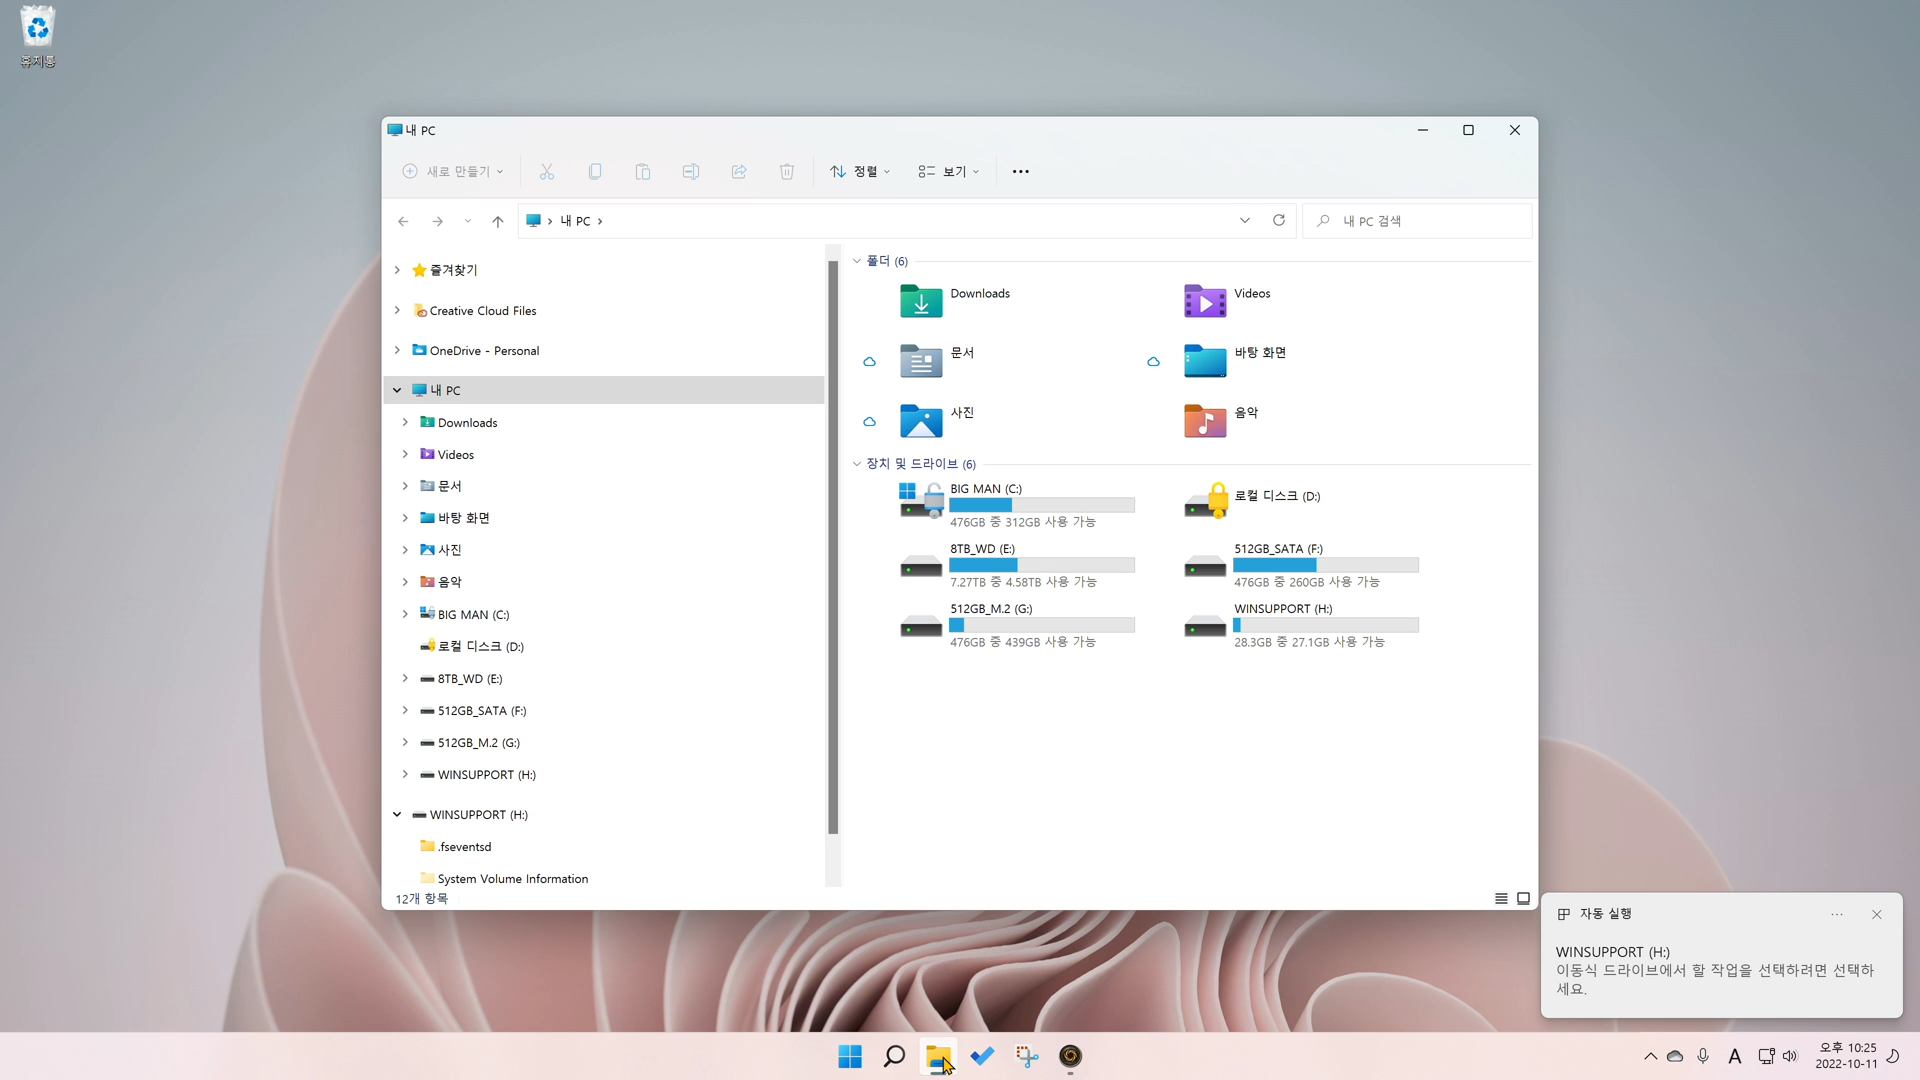 휴지통
내 PC
새로 만들기
정렬
보기
내 PC
내 PC 검색
즐겨찾기
Creative Cloud Files
OneDrive - Personal
내 PC
Downloads
Videos
문서
바탕 화면
사진
음악
BIG MAN (C:)
로컬 디스크 (D:)
8TB_WD (E:)
512GB_SATA (F:)
512GB_M.2 (G:)
WINSUPPORT (H:)
WINSUPPORT (H:)
.fseventsd
System Volume Information
12개 항목
폴더 (6)
Downloads
Videos
문서
바탕 화면
사진
음악
장치 및 드라이브 (6)
BIG MAN (C:)
476GB 중 312GB 사용 가능
로컬 디스크 (D:)
8TB_WD (E:)
7.27TB 중 4.58TB 사용 가능
512GB_SATA (F:)
476GB 중 260GB 사용 가능
512GB_M.2 (G:)
476GB 중 439GB 사용 가능
WINSUPPORT (H:)
28.3GB 중 27.1GB 사용 가능
자동 실행
WINSUPPORT (H:)
이동식 드라이브에서 할 작업을 선택하려면 선택하
세요.
A
오후 10:25
2022-10-11